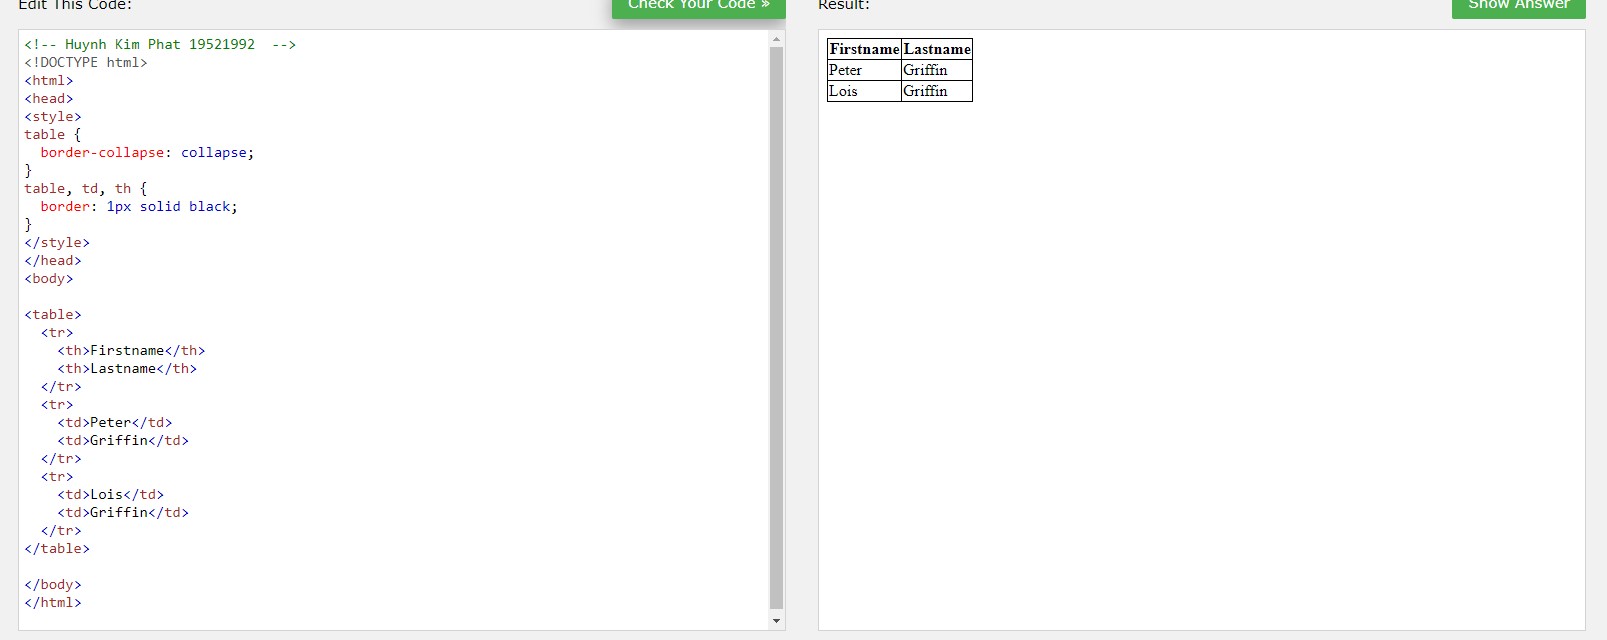 Edit This Code:
Check Your Code »
Result:
Show Answer
<!-- Huynh Kim Phat 19521992  -->
<!DOCTYPE html>
<html>
<head>
<style>
table {
  border-collapse: collapse;
}
table, td, th {
  border: 1px solid black;
}
</style>
</head>
<body>

<table>
  <tr>
    <th>Firstname</th>
    <th>Lastname</th>
  </tr>
  <tr>
    <td>Peter</td>
    <td>Griffin</td>
  </tr>
  <tr>
    <td>Lois</td>
    <td>Griffin</td>
  </tr>
</table>

</body>
</html>
Firstname Lastname
Peter Griffin
Lois Griffin